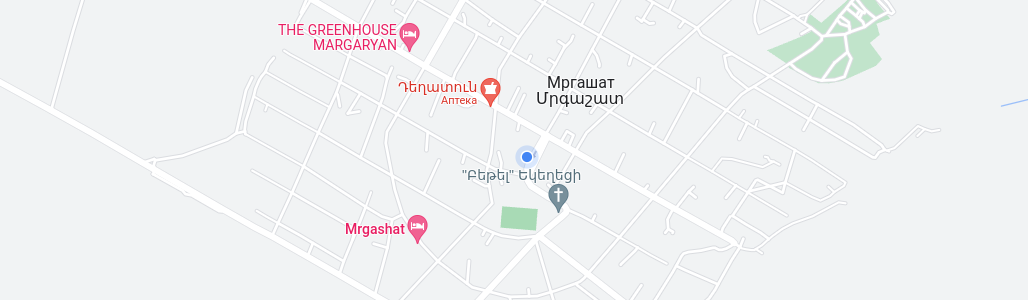 THE GREENHOUSE
MARGARYAN
Դեղատուն
Аптека
Мргашат
Մրգաշատ
"Բեթել" Եկեղեցի
Mrgashat